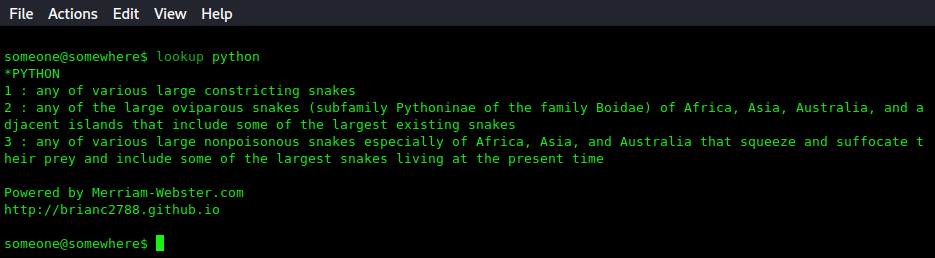 File Actions Edit View Help
someone@somewhere$ lookup python
*PYTHON
1 : any of various large constricting snakes
2 : any of the large oviparous snakes (subfamily Pythoninae of the family Boidae) of Africa, Asia, Australia, and a
djacent islands that include some of the largest existing snakes
3 : any of various large nonpoisonous snakes especially of Africa, Asia, and Australia that squeeze and suffocate t
heir prey and include some of the largest snakes living at the present time
Powered by Merriam-Webster.com
http://brianc2788.github.io
someone@somewhere$